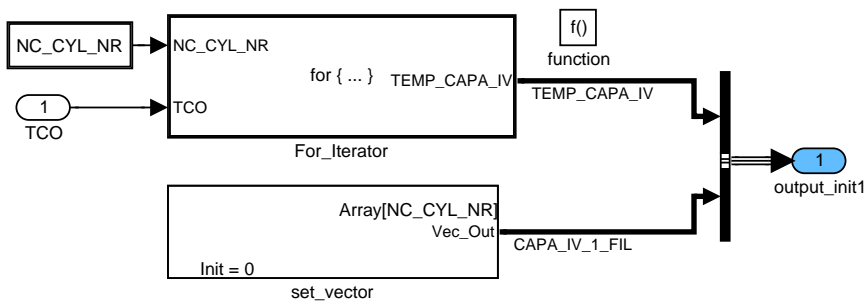 NC_CYL_NR
NC_CYL_NR
for { ... }
TEMP_CAPA_IV
f()
function
TEMP_CAPA_IV
1
TCO
TCO
For_Iterator
1
output_init1
Array[NC_CYL_NR]
Vec_Out
CAPA_IV_1_FIL
Init = 0
set_vector